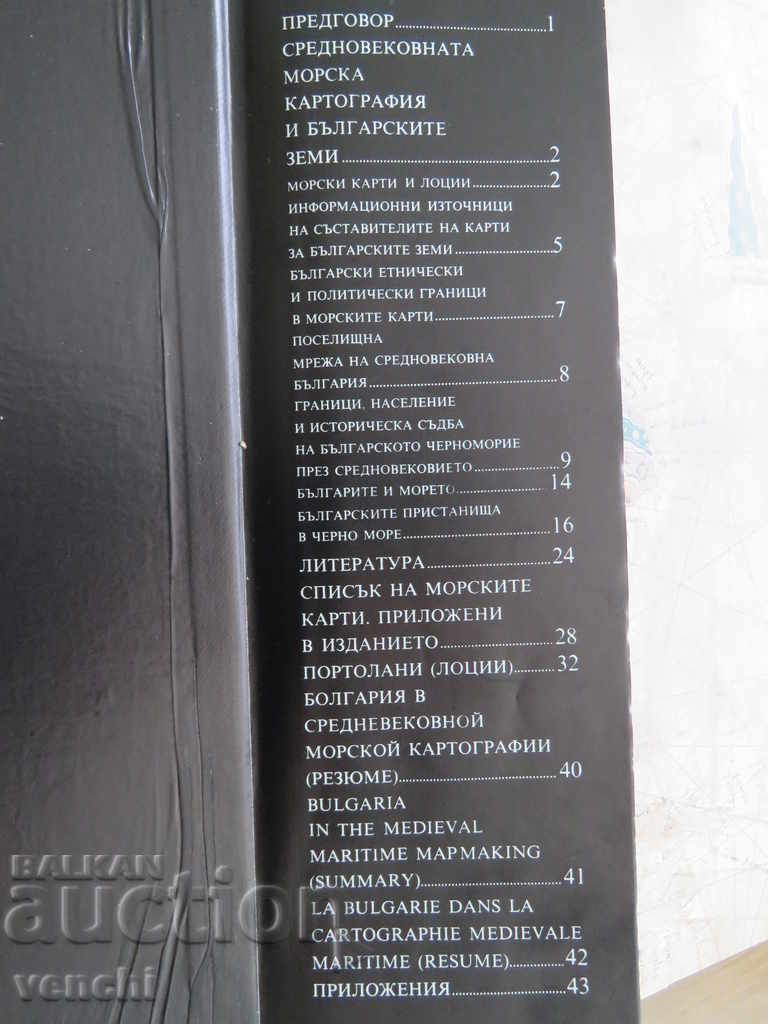 ПРЕДГОВОР....................1
СРЕДНОВЕКОВНАТА
МОРСКА
КАРТОГРАФИЯ
И БЪЛГАРСКИТЕ
ЗЕМИ....................2
МОРСКИ КАРТИ И ЛОЦИИ............2
ИНФОРМАЦИОННИ ИЗТОЧНИЦИ
НА СЪСТАВИТЕЛИТЕ НА КАРТИ
ЗА БЪЛГАРСКИТЕ ЗЕМИ..............5
БЪЛГАРСКИ ЕТНИЧЕСКИ
И ПОЛИТИЧЕСКИ ГРАНИЦИ
В МОРСКИТЕ КАРТИ................7
ПОСЕЛИЩНА
МРЕЖА НА СРЕДНОВЕКОВНА
БЪЛГАРИЯ....................8
ГРАНИЦИ, НАСЕЛЕНИЕ
И ИСТОРИЧЕСКА СЪДБА
НА БЪЛГАРСКОТО ЧЕРНОМОРИЕ
ПРЕЗ СРЕДНОВЕКОВИЕТО............9
БЪЛГАРИТЕ И МОРЕТО.............14
БЪЛГАРСКИТЕ ПРИСТАНИЩА
В ЧЕРНО МОРЕ....................16
ЛИТЕРАТУРА....................24
СПИСЪК НА МОРСКИТЕ
КАРТИ. ПРИЛОЖЕНИ
В ИЗДАНИЕТО................28
ПОРТОЛАНИ (ЛОЦИИ)......32
БОЛГАРИЯ В
СРЕДНЕВЕКОВНОЙ
МОРСКОЙ КАРТОГРАФИИ
(РЕЗЮМЕ)....................40
BULGARIA
IN THE MEDIEVAL
MARITIME MAPMAKING
(SUMMARY)....................41
LA BULGARIE DANS LA
CARTOGRAPHIE MEDIEVALE
MARITIME (RESUME).......42
ПРИЛОЖЕНИЯ................43
BALKAN
auction
venchi